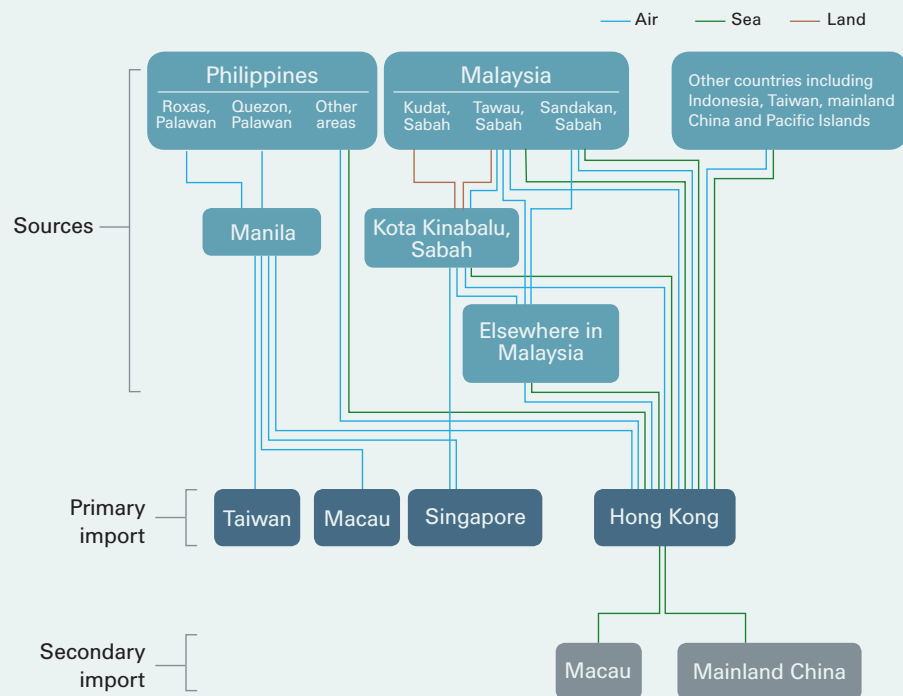 Air Sea Land
Philippines
Roxas, Palawan
Quezon, Palawan
Other areas
Malaysia
Kudat, Sabah
Tawau, Sabah
Sandakan, Sabah
Other countries including
Indonesia, Taiwan, mainland
China and Pacific Islands
Sources
Manila
Kota Kinabalu,
Sabah
Elsewhere in
Malaysia
Primary
import
Taiwan
Macau
Singapore
Hong Kong
Secondary
import
Macau
Mainland China